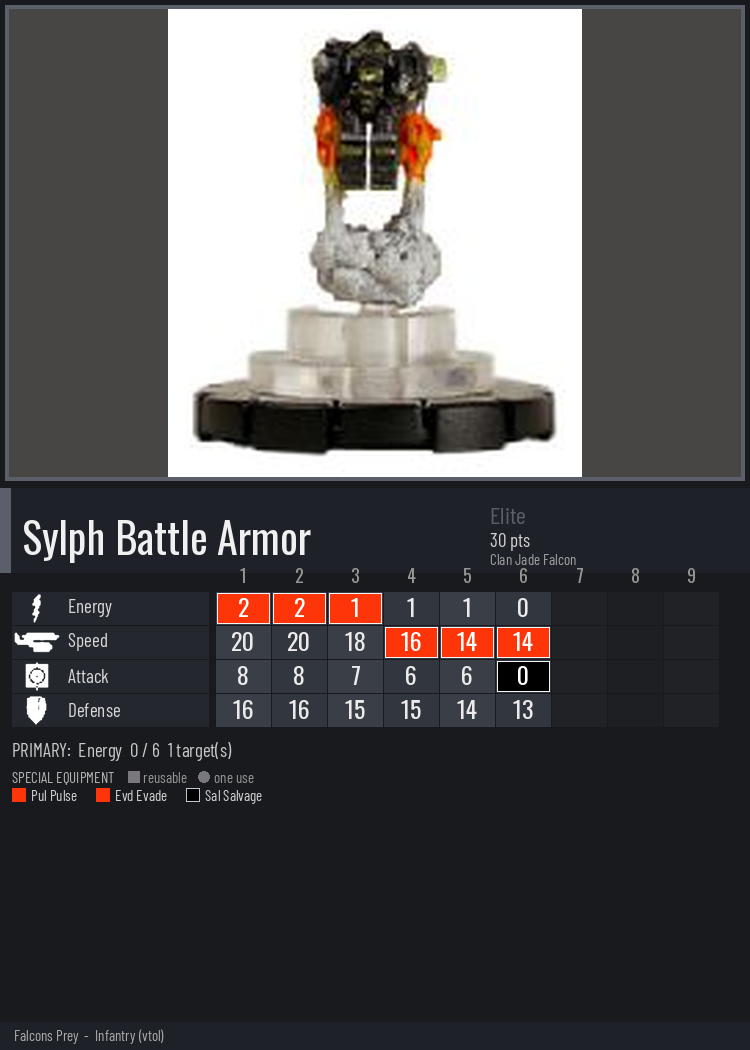 Sylph Battle Armor
Elite
30 pts
Clan Jade Falcon
1 2 3 4 5 6 7 8 9
Energy 2 2 1 1 1 0
Speed 20 20 18 16 14 14
Attack 8 8 7 6 6 0
Defense 16 16 15 15 14 13
PRIMARY: Energy 0 / 6 1 target(s)
SPECIAL EQUIPMENT reusable one use
Pul Pulse Evd Evade Sal Salvage
Falcons Prey - Infantry (vtol)